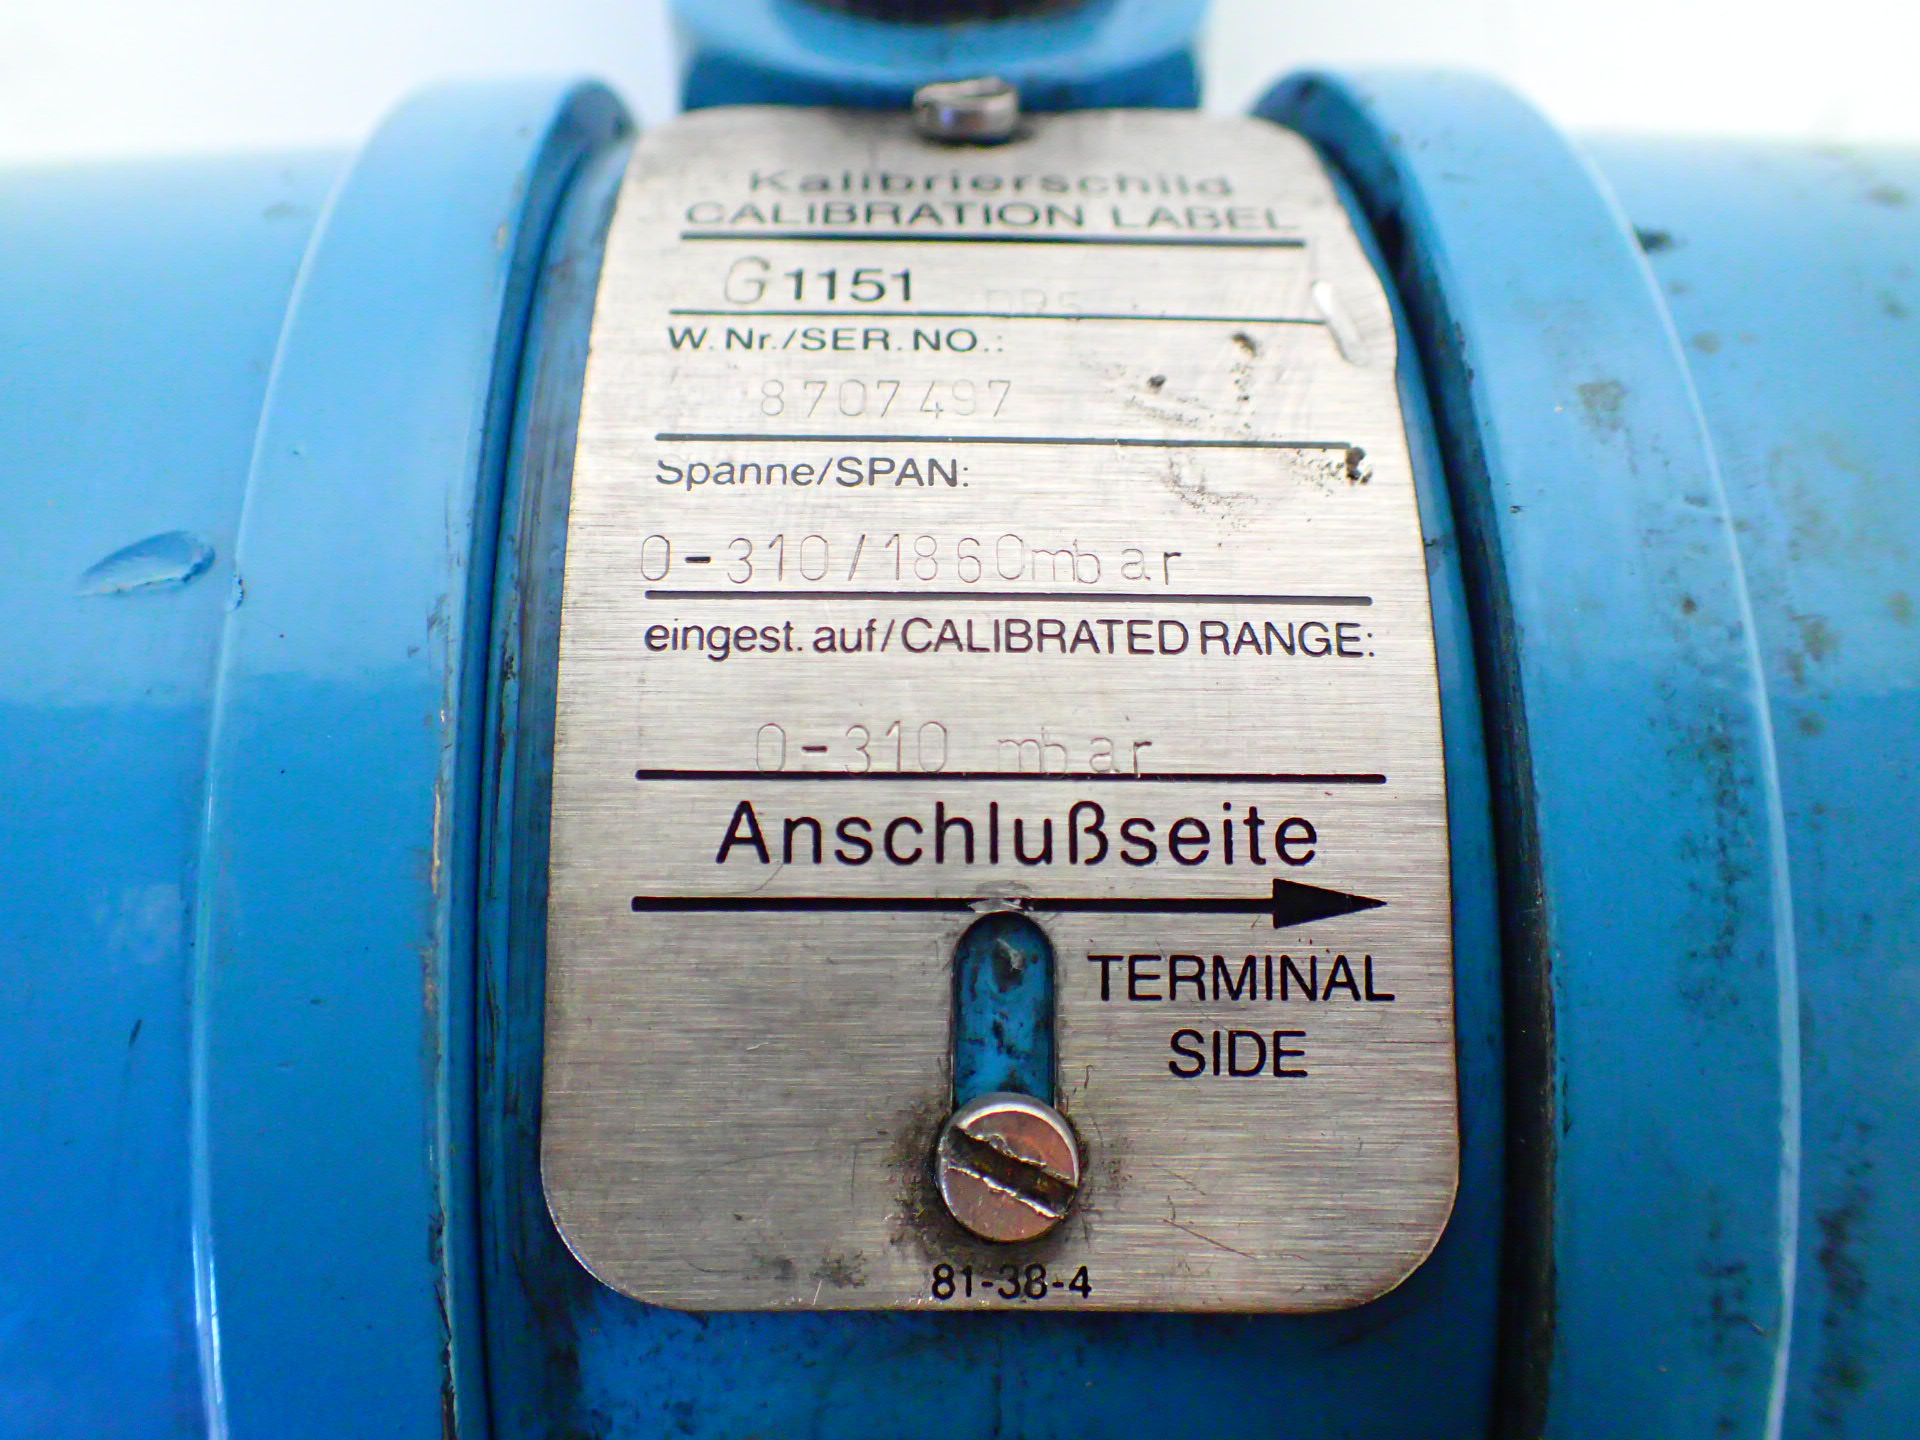 Kalibrierschild
CALIBRATION LABEL
G 1151 DP5
W.Nr./SER.NO.:
8707497
Spanne/SPAN:
0-310/1860mbar
eingest. auf/CALIBRATED RANGE:
0-310 mbar
Anschlußseite
TERMINAL
SIDE
81-38-4